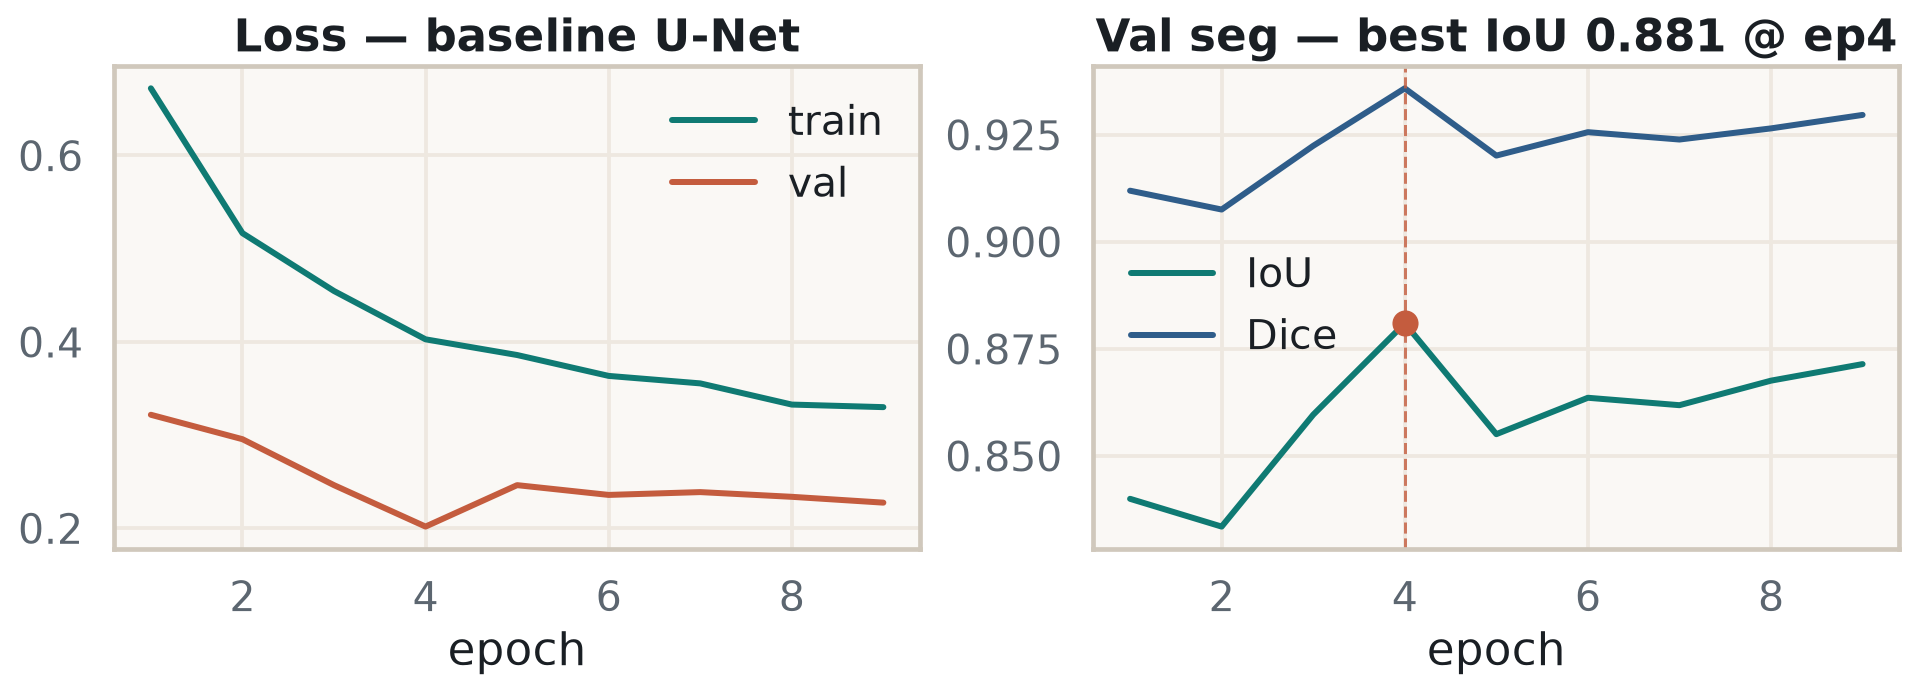 Loss — baseline U-Net
train
val
0.6
0.4
0.2
2 4 6 8
epoch
Val seg — best IoU 0.881 @ ep4
0.925
0.900
0.875
0.850
IoU
Dice
2 4 6 8
epoch